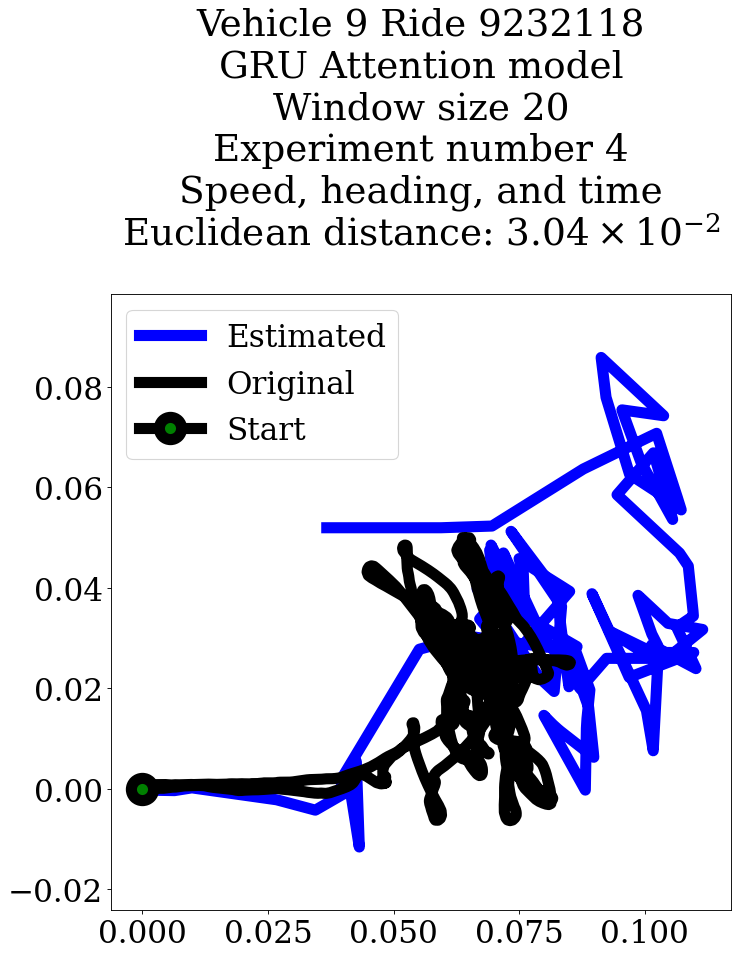 Vehicle 9 Ride 9232118
GRU Attention model
Window size 20
Experiment number 4
Speed, heading, and time
Euclidean distance: 3.04 × 10⁻²
Estimated
Original
Start
0.08
0.06
0.04
0.02
0.00
−0.02
0.000 0.025 0.050 0.075 0.100